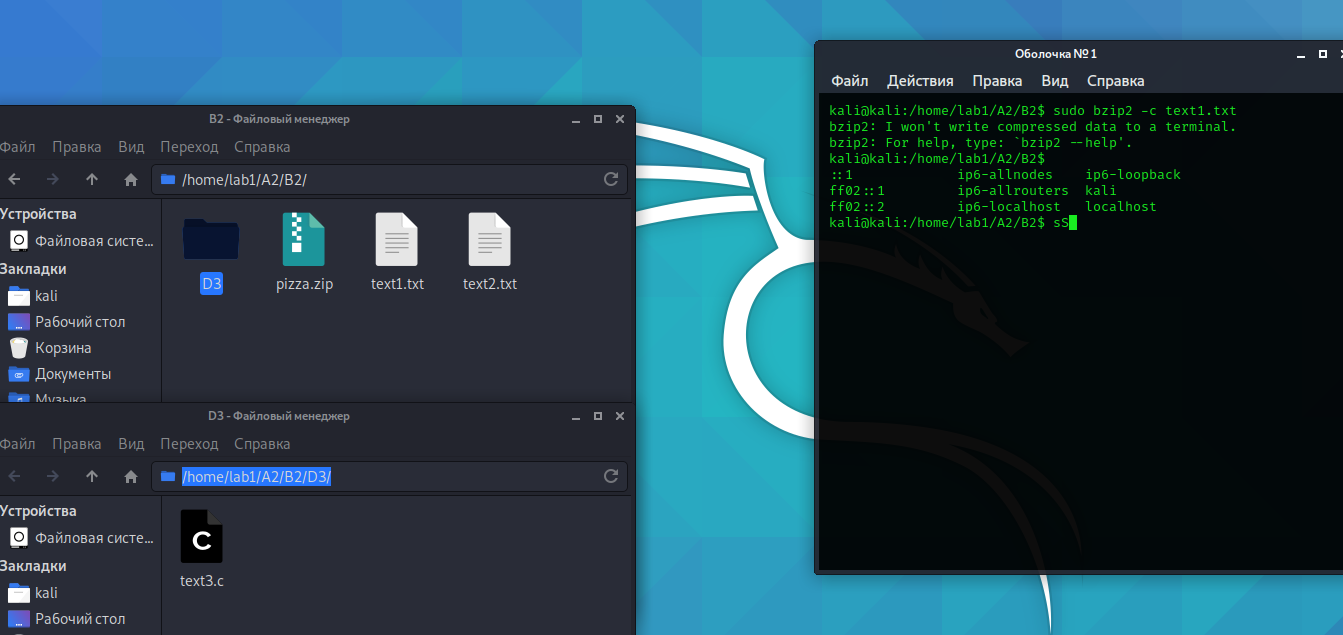 B2 - Файловый менеджер
Файл Правка Вид Переход Справка
/home/lab1/A2/B2/
Устройства
Файловая систе...
Закладки
kali
Рабочий стол
Корзина
Документы
Музыка
D3 pizza.zip text1.txt text2.txt
D3 - Файловый менеджер
Файл Правка Вид Переход Справка
/home/lab1/A2/B2/D3/
Устройства
Файловая систе...
Закладки
kali
Рабочий стол
C
text3.c
Оболочка №1
Файл Действия Правка Вид Справка
kali@kali:/home/lab1/A2/B2$ sudo bzip2 -c text1.txt
bzip2: I won't write compressed data to a terminal.
bzip2: For help, type: `bzip2 --help'.
kali@kali:/home/lab1/A2/B2$
::1 ip6-allnodes ip6-loopback
ff02::1 ip6-allrouters kali
ff02::2 ip6-localhost localhost
kali@kali:/home/lab1/A2/B2$ sS